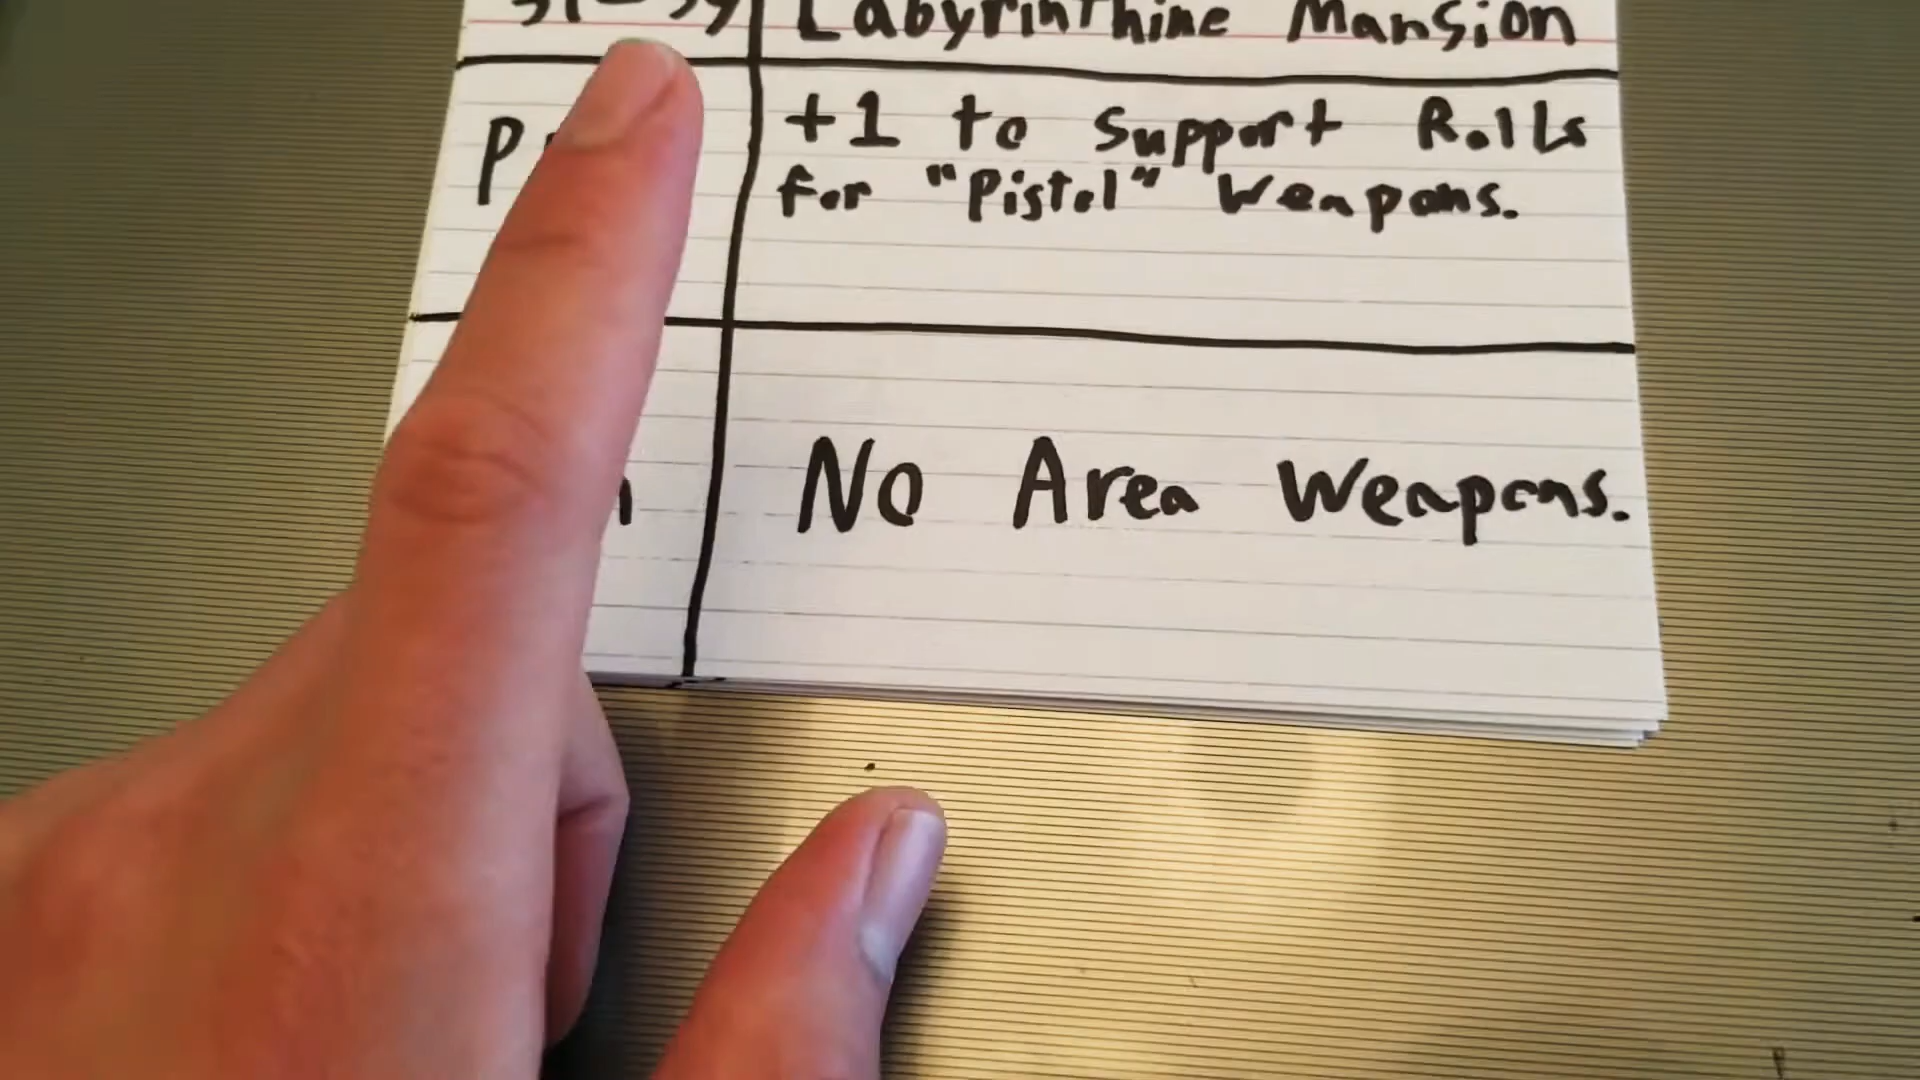 Labyrinthine Mansion
+1 to Support Rolls
for "Pistol" Weapons.
No Area Weapons.